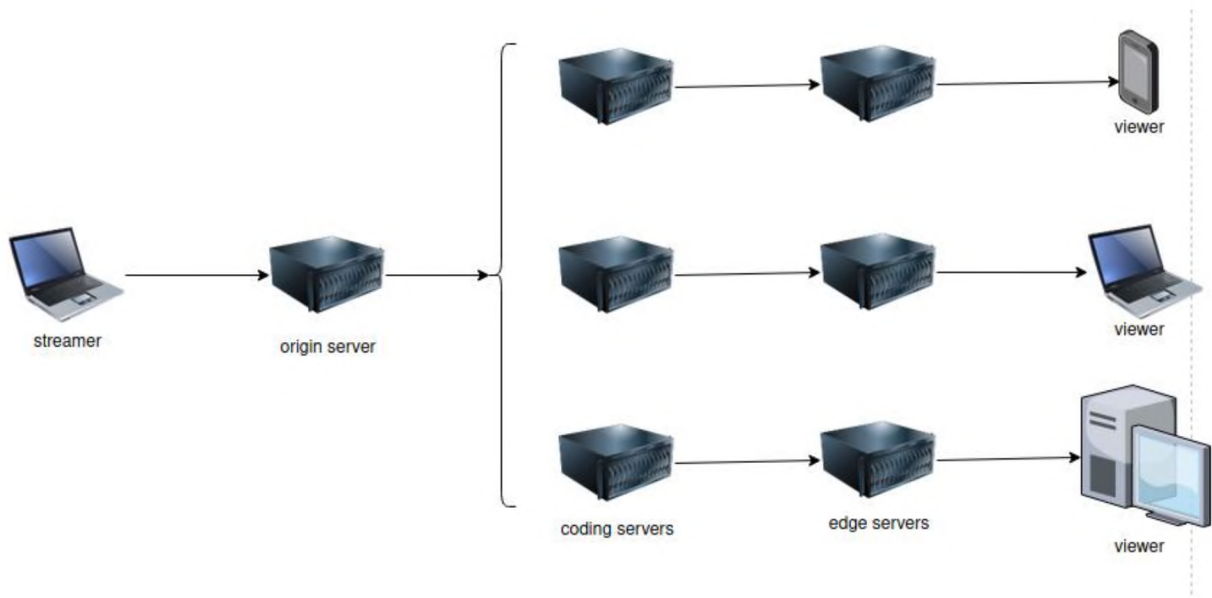 viewer
streamer
origin server
viewer
coding servers
edge servers
viewer